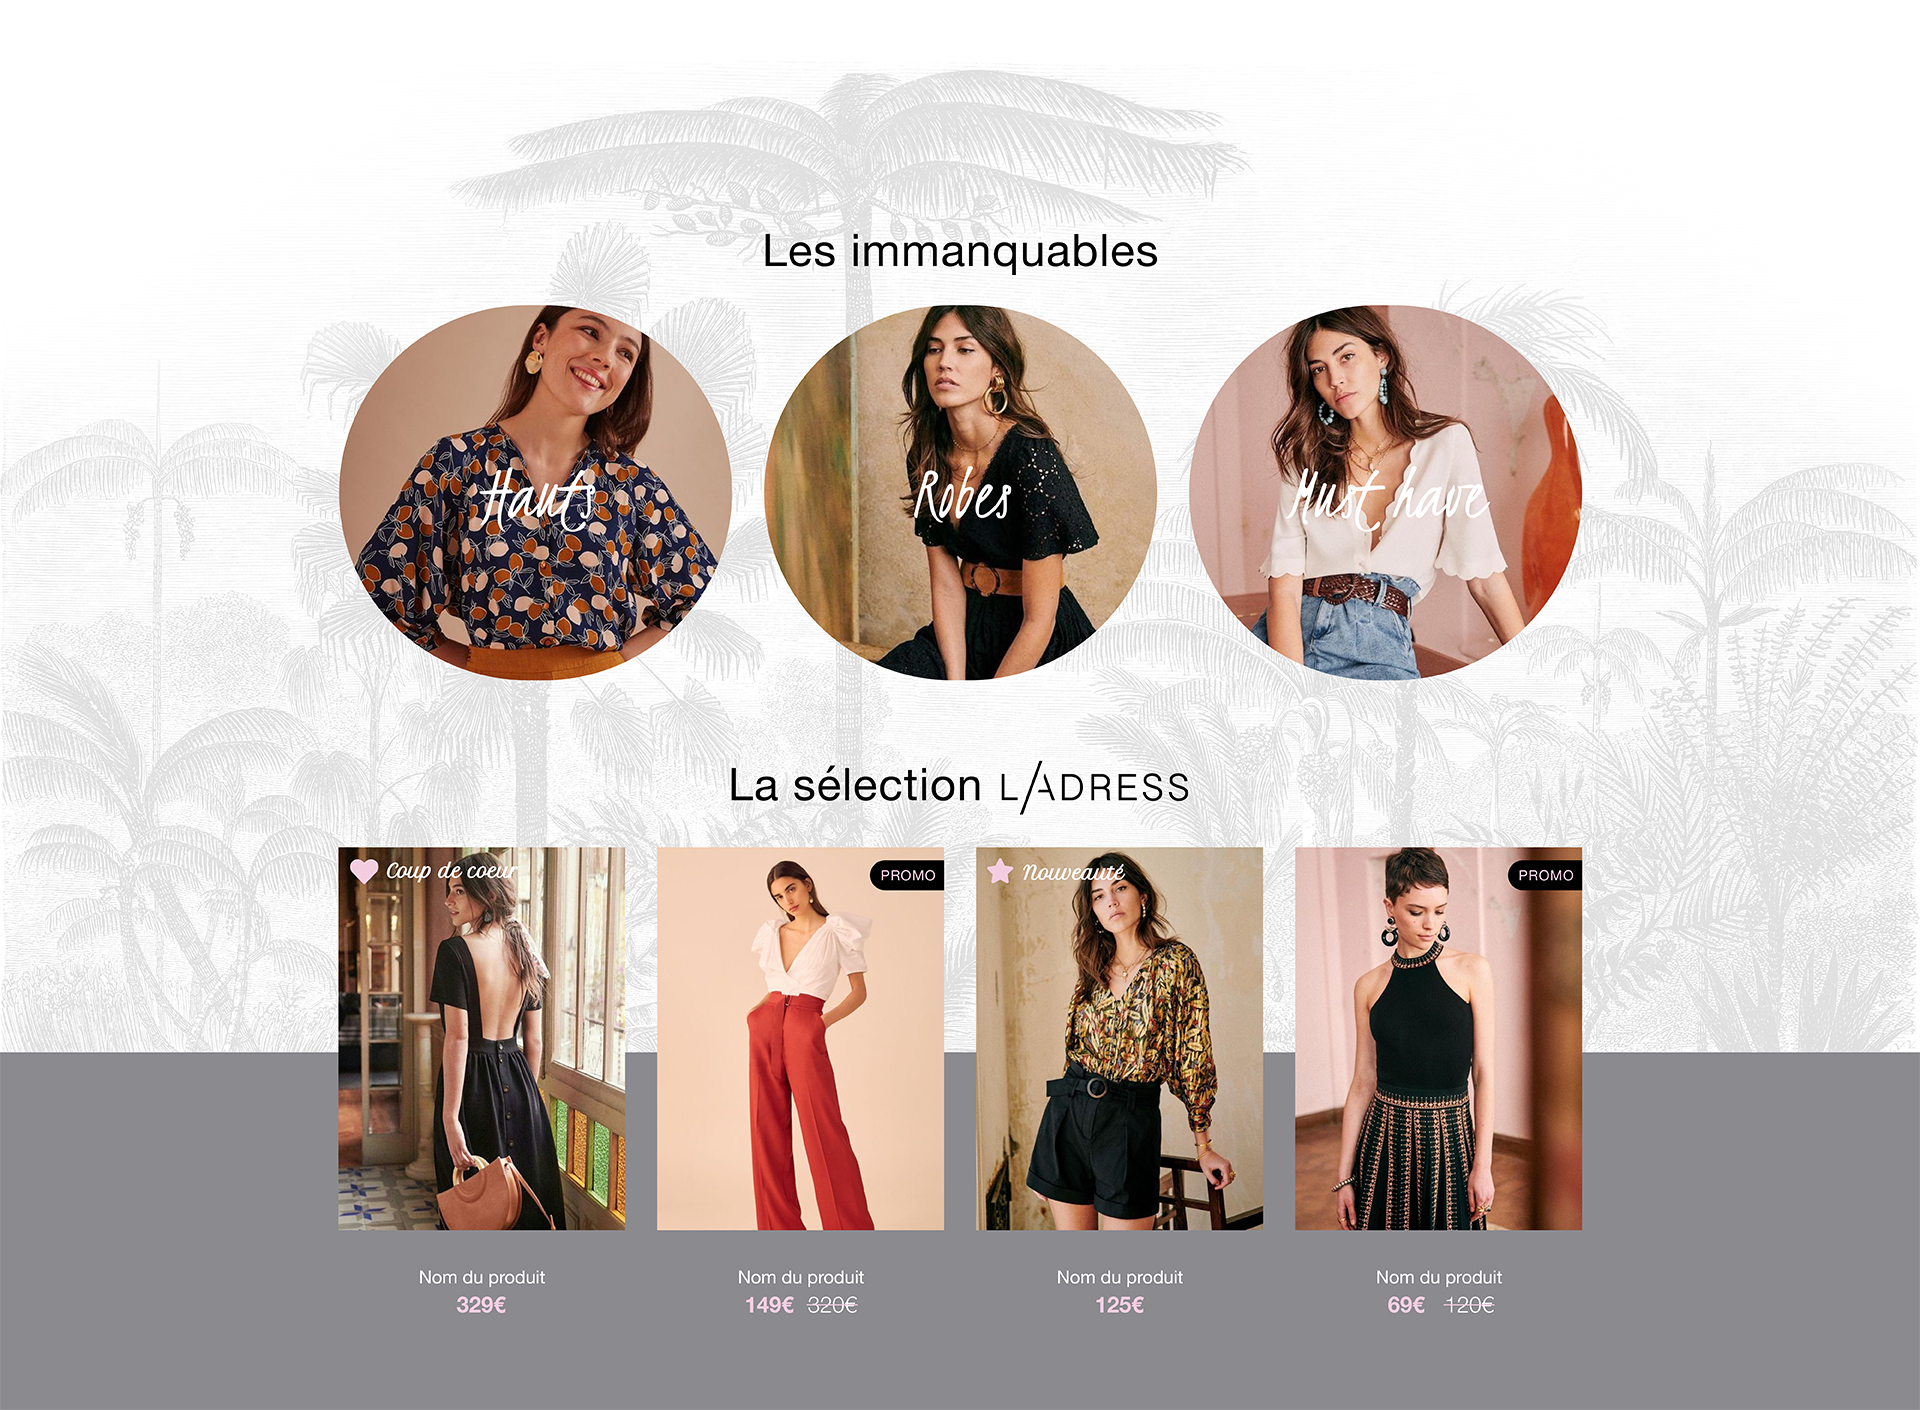 Les immanquables
Hauts
Robes
Must have
La sélection L/ADRESS
Coup de coeur
PROMO
Nouveauté
PROMO
Nom du produit
329€
Nom du produit
149€ 320€
Nom du produit
125€
Nom du produit
69€ 120€